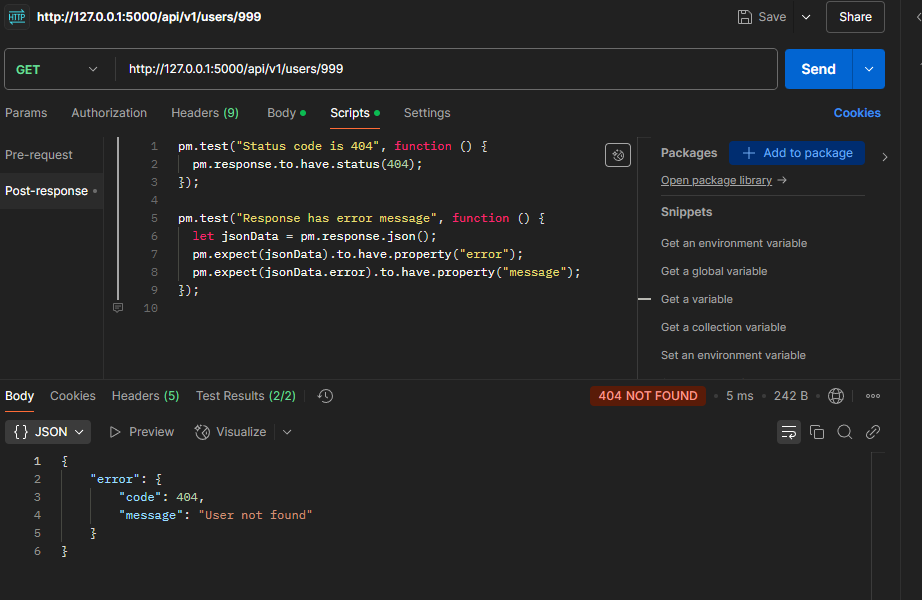 HTTP http://127.0.0.1:5000/api/v1/users/999 Save Share
GET http://127.0.0.1:5000/api/v1/users/999 Send
Params Authorization Headers (9) Body Scripts Settings Cookies
Pre-request
Post-response
1 pm.test("Status code is 404", function () {
2 pm.response.to.have.status(404);
3 });
4
5 pm.test("Response has error message", function () {
6 let jsonData = pm.response.json();
7 pm.expect(jsonData).to.have.property("error");
8 pm.expect(jsonData.error).to.have.property("message");
9 });
10
Packages + Add to package
Open package library →
Snippets
Get an environment variable
Get a global variable
Get a variable
Get a collection variable
Set an environment variable
Body Cookies Headers (5) Test Results (2/2) 404 NOT FOUND 5 ms 242 B
{} JSON Preview Visualize
1 {
2 "error": {
3 "code": 404,
4 "message": "User not found"
5 }
6 }